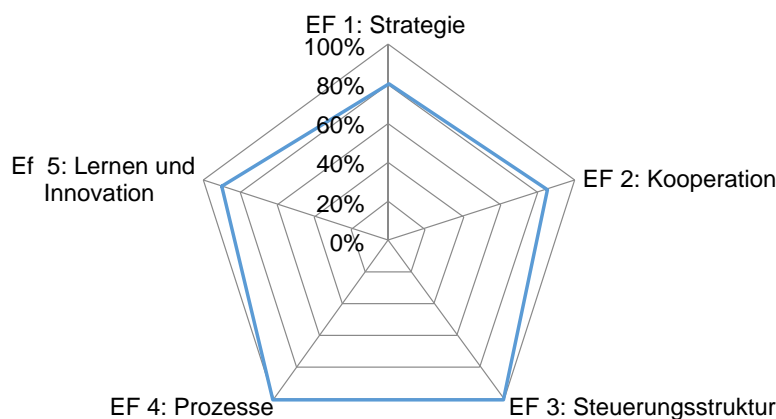 EF 1: Strategie
100%
80%
60%
40%
20%
0%
EF 2: Kooperation
EF 3: Steuerungsstruktur
EF 4: Prozesse
Ef  5: Lernen und
Innovation